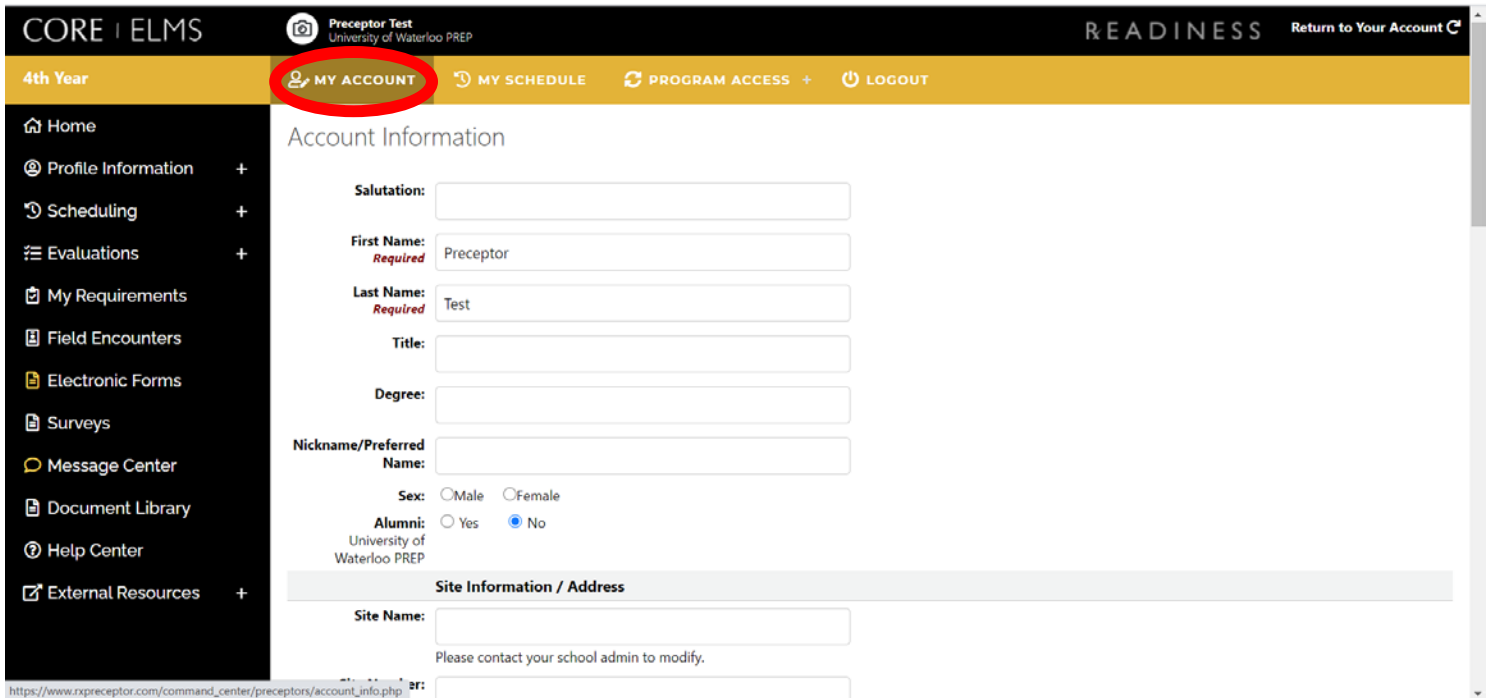 CORE | ELMS
Preceptor Test
University of Waterloo PREP
READINESS
Return to Your Account
4th Year
MY ACCOUNT
MY SCHEDULE
PROGRAM ACCESS +
LOGOUT
Home
Profile Information +
Scheduling +
Evaluations +
My Requirements
Field Encounters
Electronic Forms
Surveys
Message Center
Document Library
Help Center
External Resources +
Account Information
Salutation:
First Name:
Required
Preceptor
Last Name:
Required
Test
Title:
Degree:
Nickname/Preferred
Name:
Sex: Male Female
Alumni: Yes No
University of
Waterloo PREP
Site Information / Address
Site Name:
Please contact your school admin to modify.
https://www.rxpreceptor.com/command_center/preceptors/account_info.php